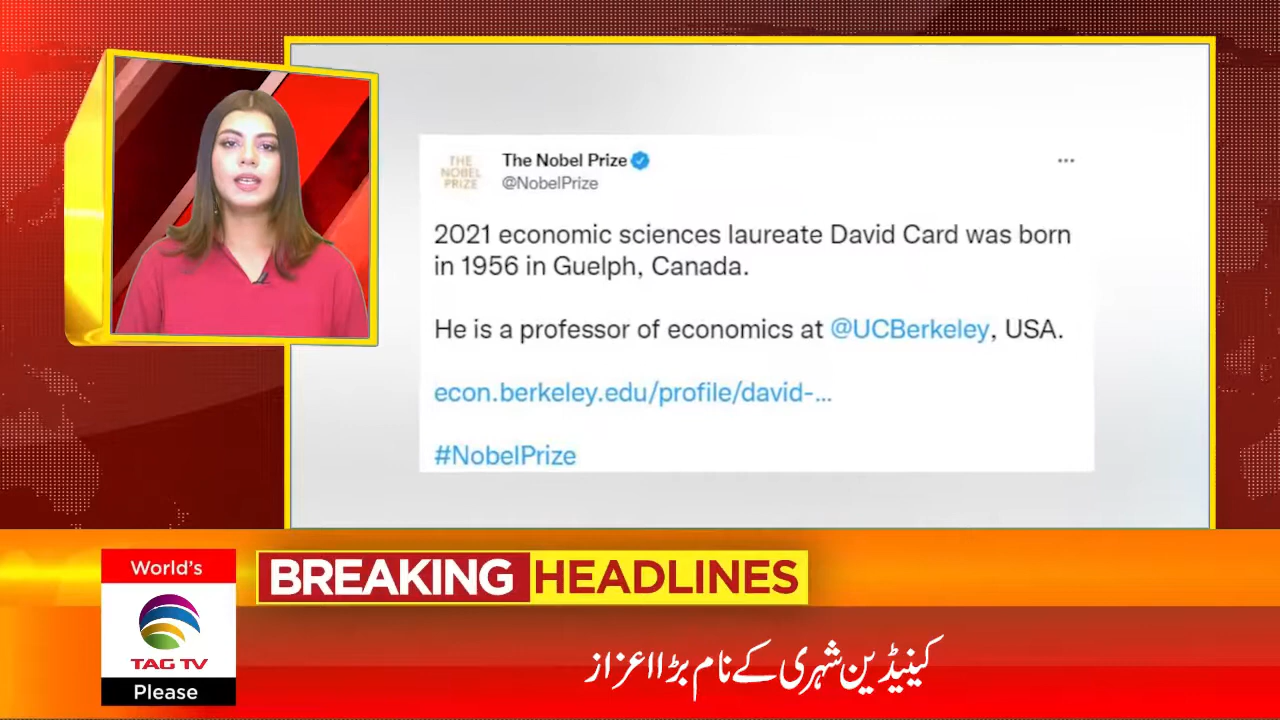 THE
NOBEL
PRIZE
The Nobel Prize
@NobelPrize
...
2021 economic sciences laureate David Card was born
in 1956 in Guelph, Canada.
He is a professor of economics at @UCBerkeley, USA.
econ.berkeley.edu/profile/david-...
#NobelPrize
World's
TAG TV
Please
BREAKING HEADLINES
کینیڈین شہری کے نام بڑا اعزاز